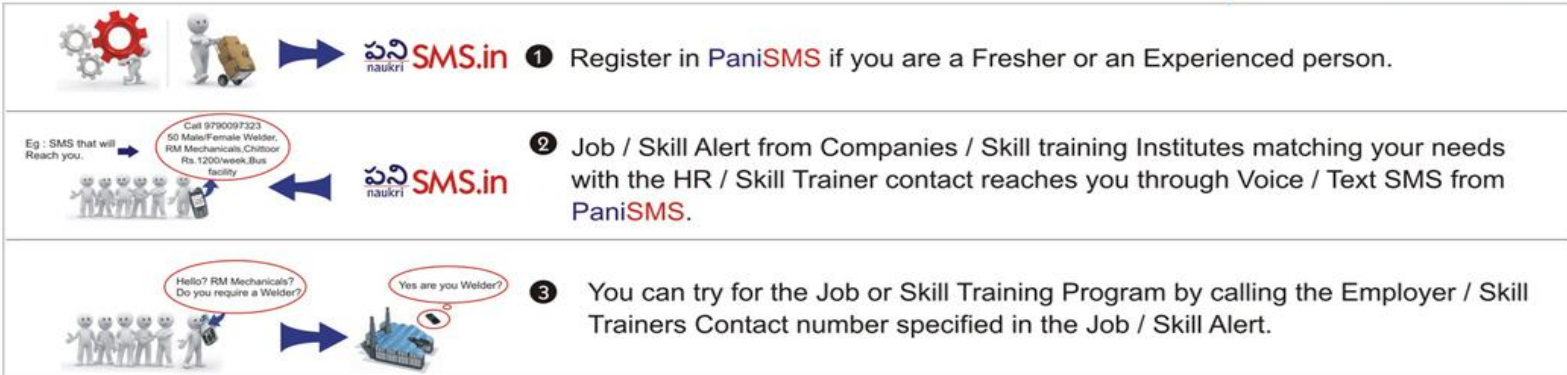 పని
naukri SMS.in
❶ Register in PaniSMS if you are a Fresher or an Experienced person.
Eg : SMS that will
Reach you.
Call 9790097323
50 Male/Female Welder,
RM Mechanicals,Chittoor
Rs.1200/week,Bus
facility
పని
naukri SMS.in
❷ Job / Skill Alert from Companies / Skill training Institutes matching your needs
with the HR / Skill Trainer contact reaches you through Voice / Text SMS from
PaniSMS.
Hello? RM Mechanicals?
Do you require a Welder?
Yes are you Welder?
❸ You can try for the Job or Skill Training Program by calling the Employer / Skill
Trainers Contact number specified in the Job / Skill Alert.